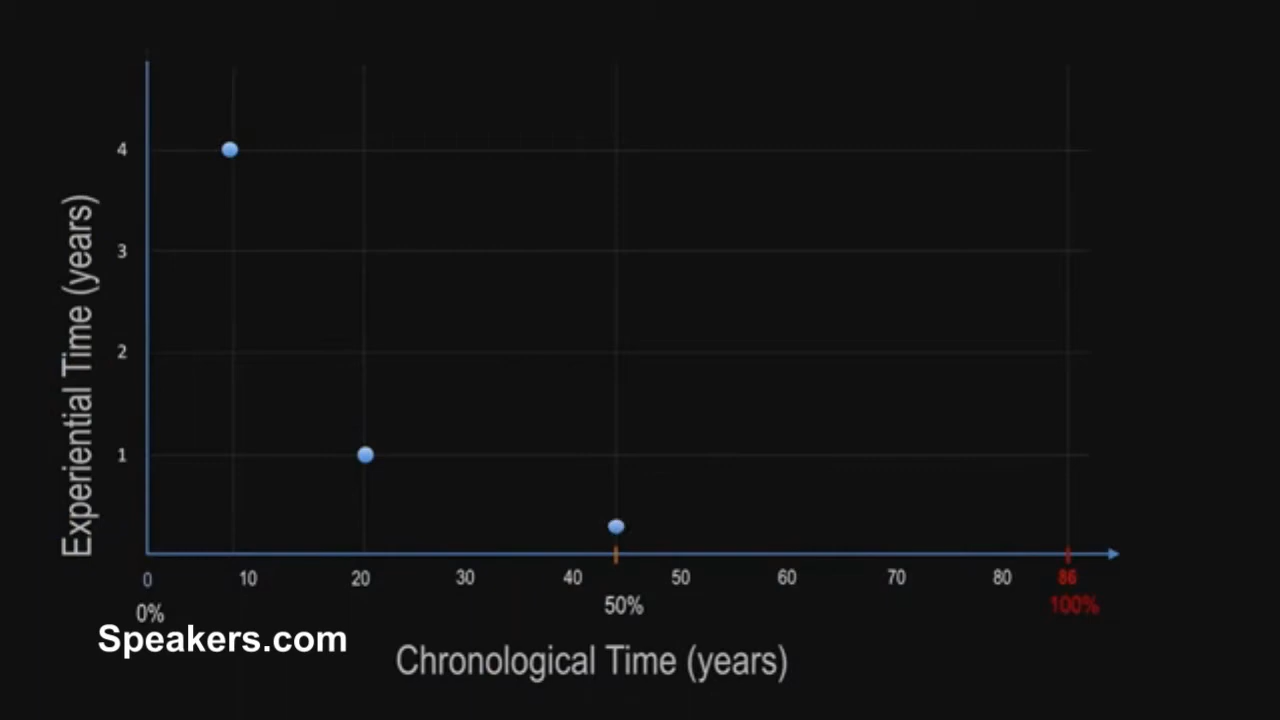 4
3
2
1
Experiential Time (years)
0 10 20 30 40 50 60 70 80 86
0% 50% 100%
Speakers.com
Chronological Time (years)